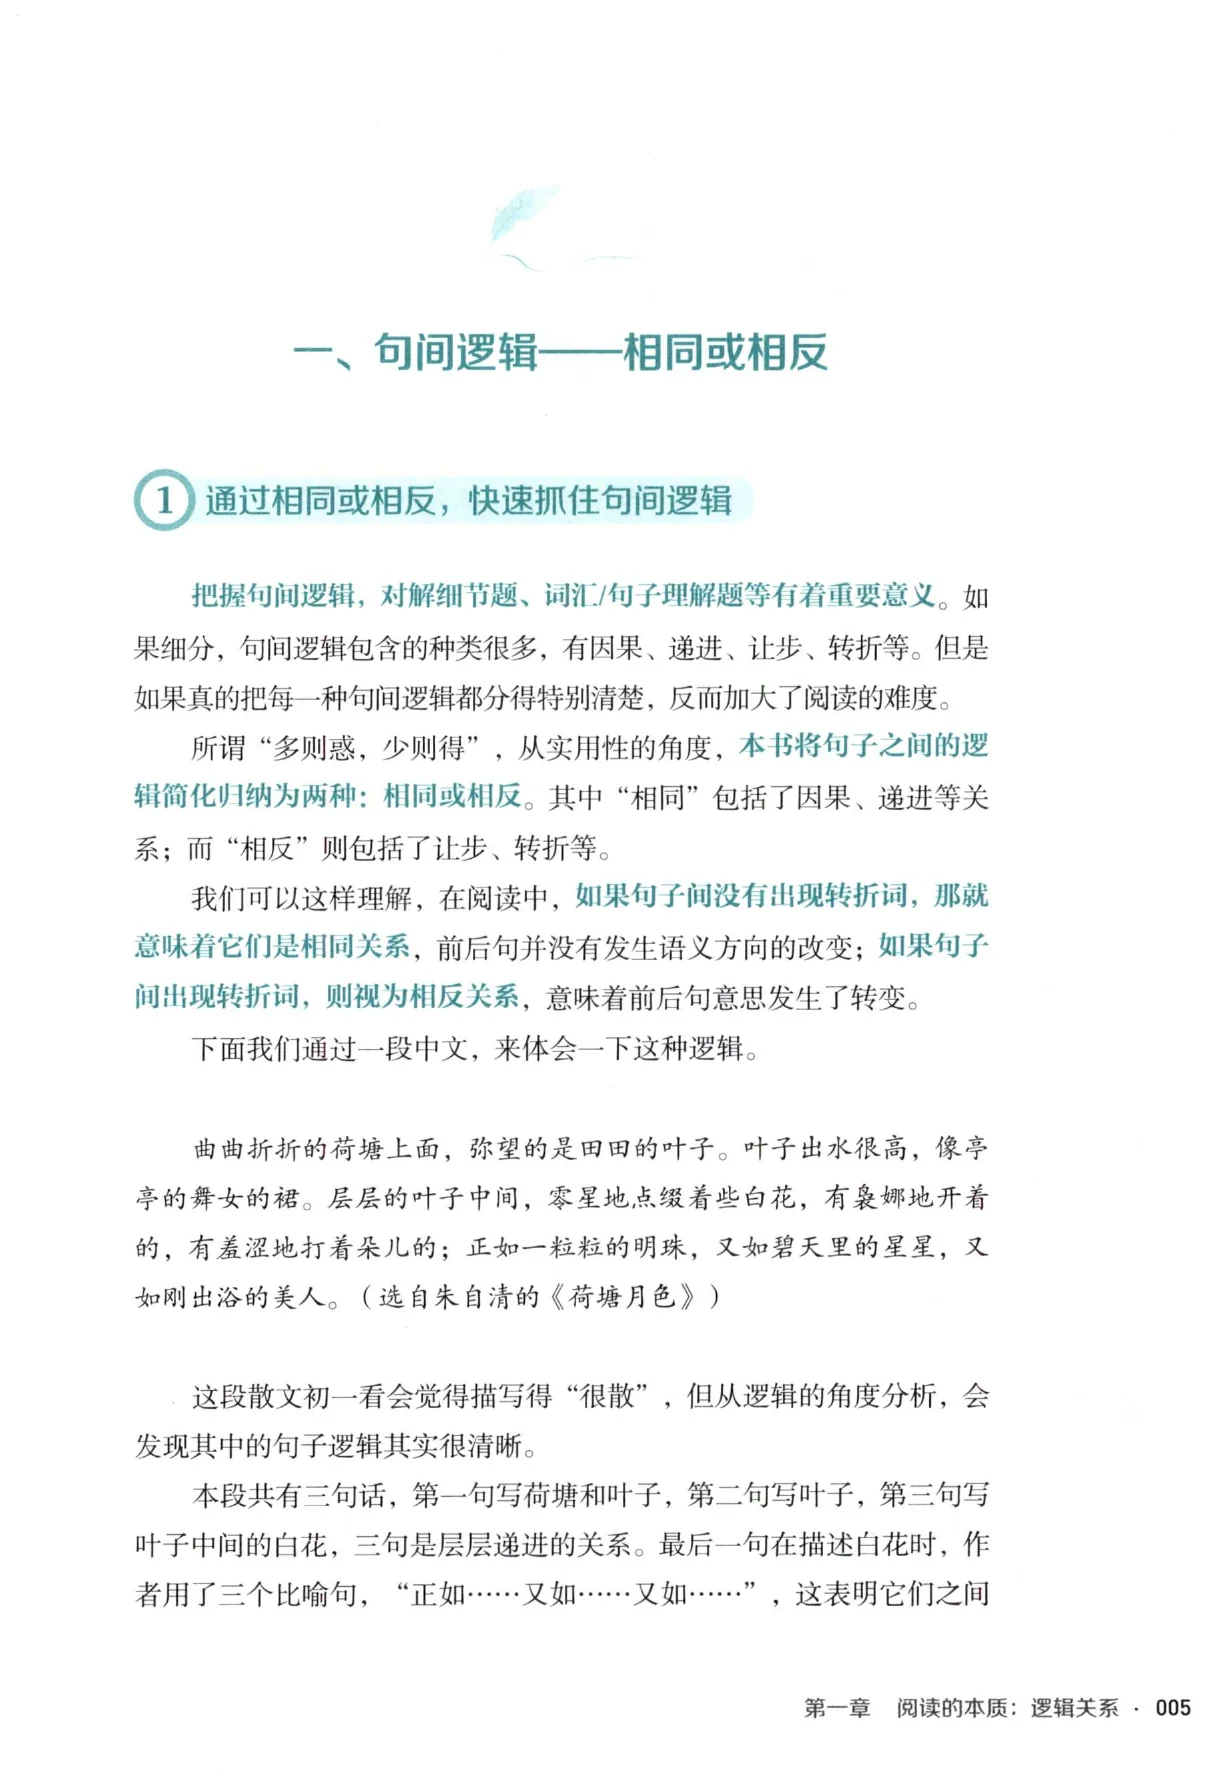 一、句间逻辑——相同或相反
1 通过相同或相反，快速抓住句间逻辑
把握句间逻辑，对解细节题、词汇/句子理解题等有着重要意义。如
果细分，句间逻辑包含的种类很多，有因果、递进、让步、转折等。但是
如果真的把每一种句间逻辑都分得特别清楚，反而加大了阅读的难度。
所谓“多则惑，少则得”，从实用性的角度，本书将句子之间的逻
辑简化归纳为两种：相同或相反。其中“相同”包括了因果、递进等关
系；而“相反”则包括了让步、转折等。
我们可以这样理解，在阅读中，如果句子间没有出现转折词，那就
意味着它们是相同关系，前后句并没有发生语义方向的改变；如果句子
间出现转折词，则视为相反关系，意味着前后句意思发生了转变。
下面我们通过一段中文，来体会一下这种逻辑。
曲曲折折的荷塘上面，弥望的是田田的叶子。叶子出水很高，像亭
亭的舞女的裙。层层的叶子中间，零星地点缀着些白花，有袅娜地开着
的，有羞涩地打着朵儿的；正如一粒粒的明珠，又如碧天里的星星，又
如刚出浴的美人。（选自朱自清的《荷塘月色》）
这段散文初一看会觉得描写得“很散”，但从逻辑的角度分析，会
发现其中的句子逻辑其实很清晰。
本段共有三句话，第一句写荷塘和叶子，第二句写叶子，第三句写
叶子中间的白花，三句是层层递进的关系。最后一句在描述白花时，作
者用了三个比喻句，“正如……又如……又如……”，这表明它们之间
第一章 阅读的本质：逻辑关系 · 005